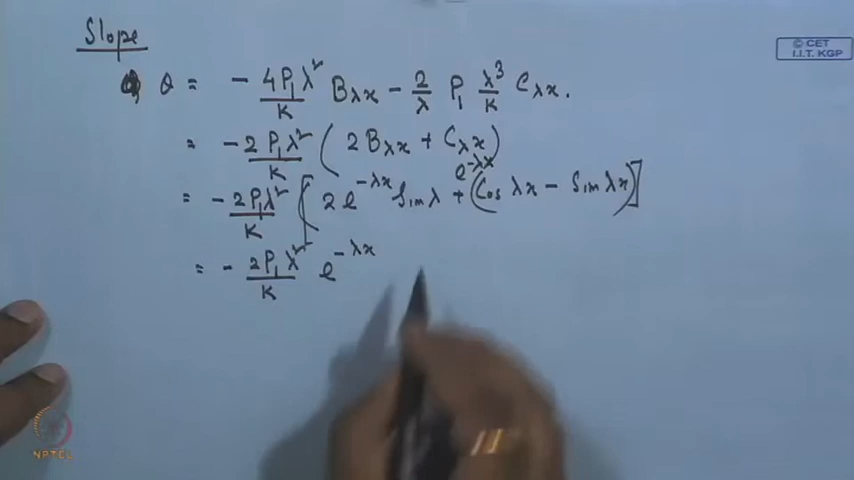 Slope
© CET
I.I.T. KGP
θ = - 4P₁λ²/K Bλx - 2/λ P₁ λ³/K Cλx.
= - 2P₁λ²/K (2Bλx + Cλx)
= - 2P₁λ²/K [2e^-λx Sinλ + e^-λx (Cos λx - Sin λx)]
= - 2P₁λ²/K e^-λx
NPTEL